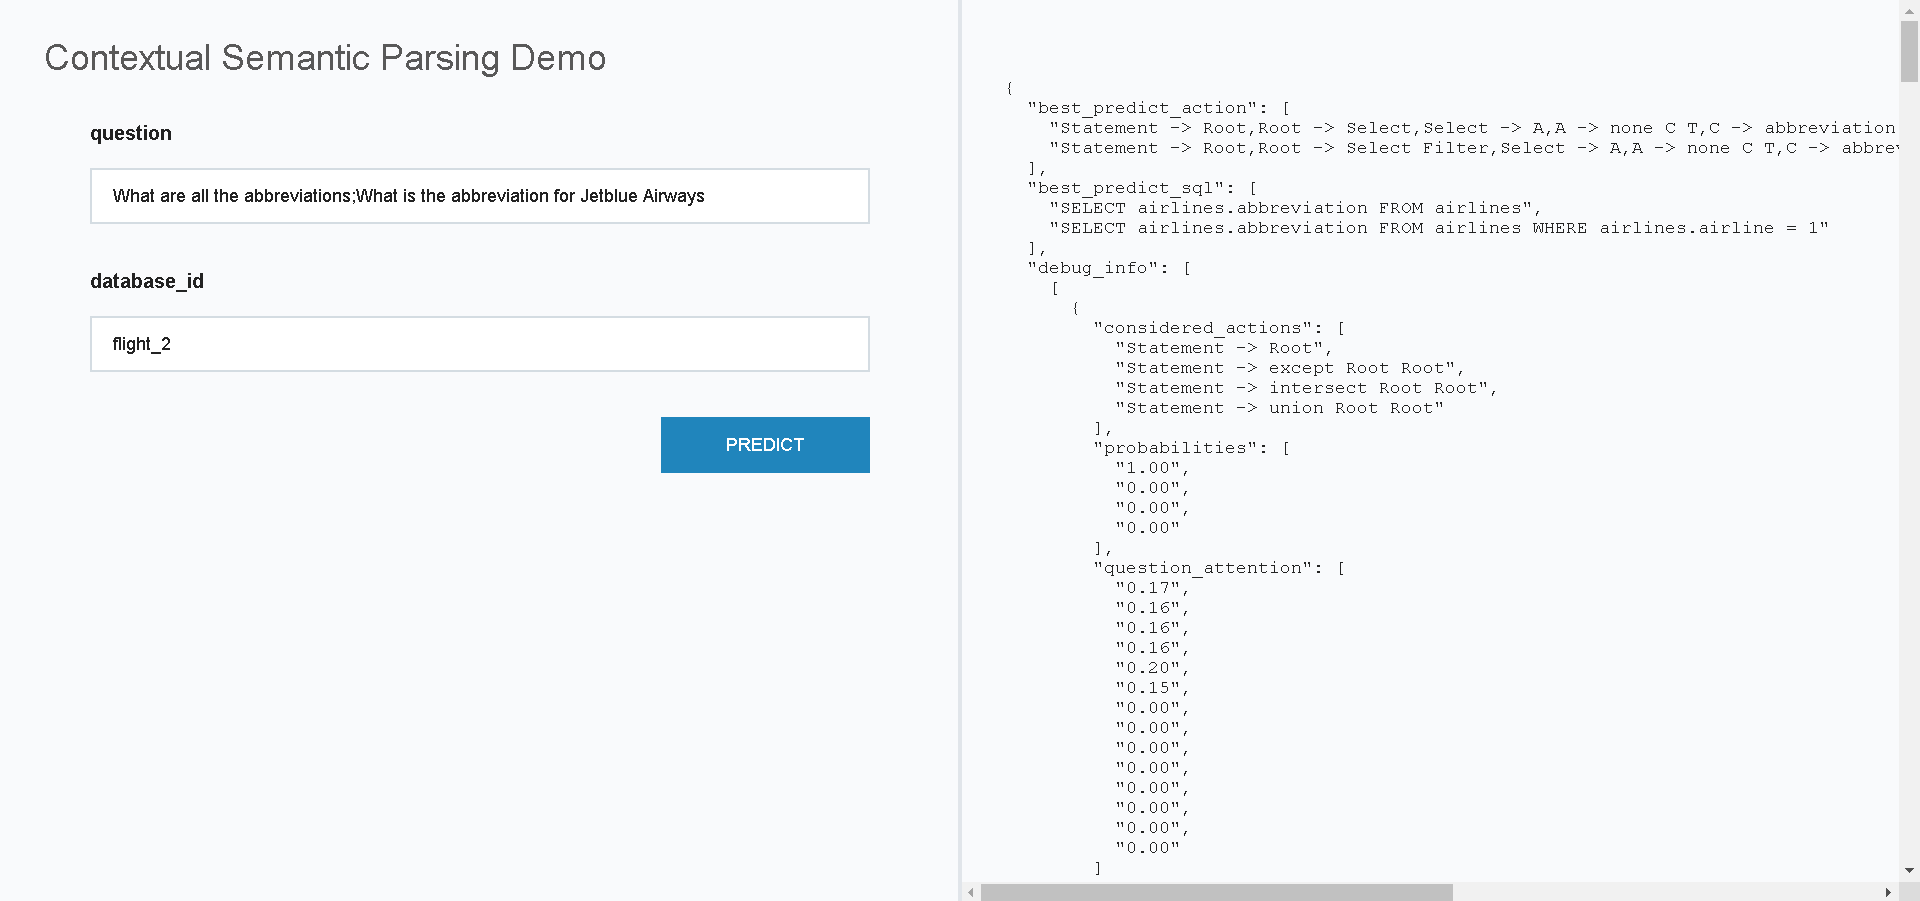 Contextual Semantic Parsing Demo
question
What are all the abbreviations;What is the abbreviation for Jetblue Airways
database_id
flight_2
PREDICT
{
  "best_predict_action": [
    "Statement -> Root,Root -> Select,Select -> A,A -> none C T,C -> abbreviation
    "Statement -> Root,Root -> Select Filter,Select -> A,A -> none C T,C -> abbre
  ],
  "best_predict_sql": [
    "SELECT airlines.abbreviation FROM airlines",
    "SELECT airlines.abbreviation FROM airlines WHERE airlines.airline = 1"
  ],
  "debug_info": [
    [
      {
        "considered_actions": [
          "Statement -> Root",
          "Statement -> except Root Root",
          "Statement -> intersect Root Root",
          "Statement -> union Root Root"
        ],
        "probabilities": [
          "1.00",
          "0.00",
          "0.00",
          "0.00"
        ],
        "question_attention": [
          "0.17",
          "0.16",
          "0.16",
          "0.16",
          "0.20",
          "0.15",
          "0.00",
          "0.00",
          "0.00",
          "0.00",
          "0.00",
          "0.00",
          "0.00",
          "0.00"
        ]